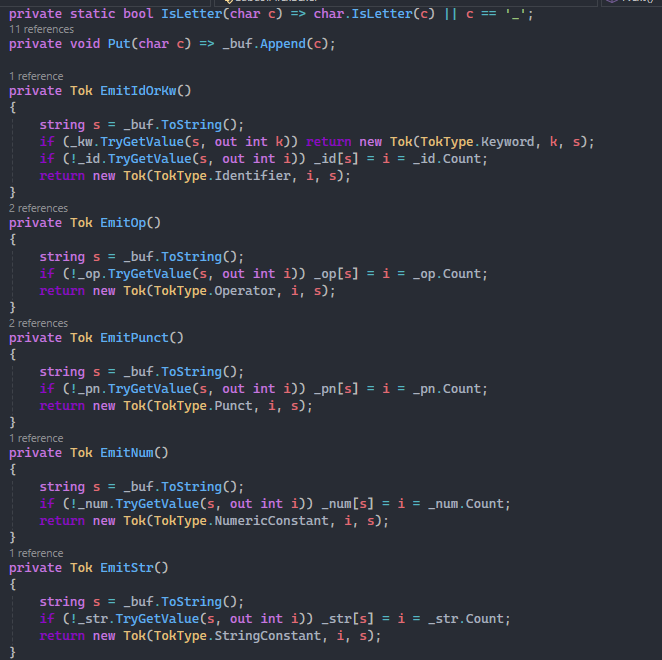 private static bool IsLetter(char c) => char.IsLetter(c) || c == '_';
11 references
private void Put(char c) => _buf.Append(c);
1 reference
private Tok EmitIdOrKw()
{
string s = _buf.ToString();
if (_kw.TryGetValue(s, out int k)) return new Tok(TokType.Keyword, k, s);
if (!_id.TryGetValue(s, out int i)) _id[s] = i = _id.Count;
return new Tok(TokType.Identifier, i, s);
}
2 references
private Tok EmitOp()
{
string s = _buf.ToString();
if (!_op.TryGetValue(s, out int i)) _op[s] = i = _op.Count;
return new Tok(TokType.Operator, i, s);
}
2 references
private Tok EmitPunct()
{
string s = _buf.ToString();
if (!_pn.TryGetValue(s, out int i)) _pn[s] = i = _pn.Count;
return new Tok(TokType.Punct, i, s);
}
1 reference
private Tok EmitNum()
{
string s = _buf.ToString();
if (!_num.TryGetValue(s, out int i)) _num[s] = i = _num.Count;
return new Tok(TokType.NumericConstant, i, s);
}
1 reference
private Tok EmitStr()
{
string s = _buf.ToString();
if (!_str.TryGetValue(s, out int i)) _str[s] = i = _str.Count;
return new Tok(TokType.StringConstant, i, s);
}